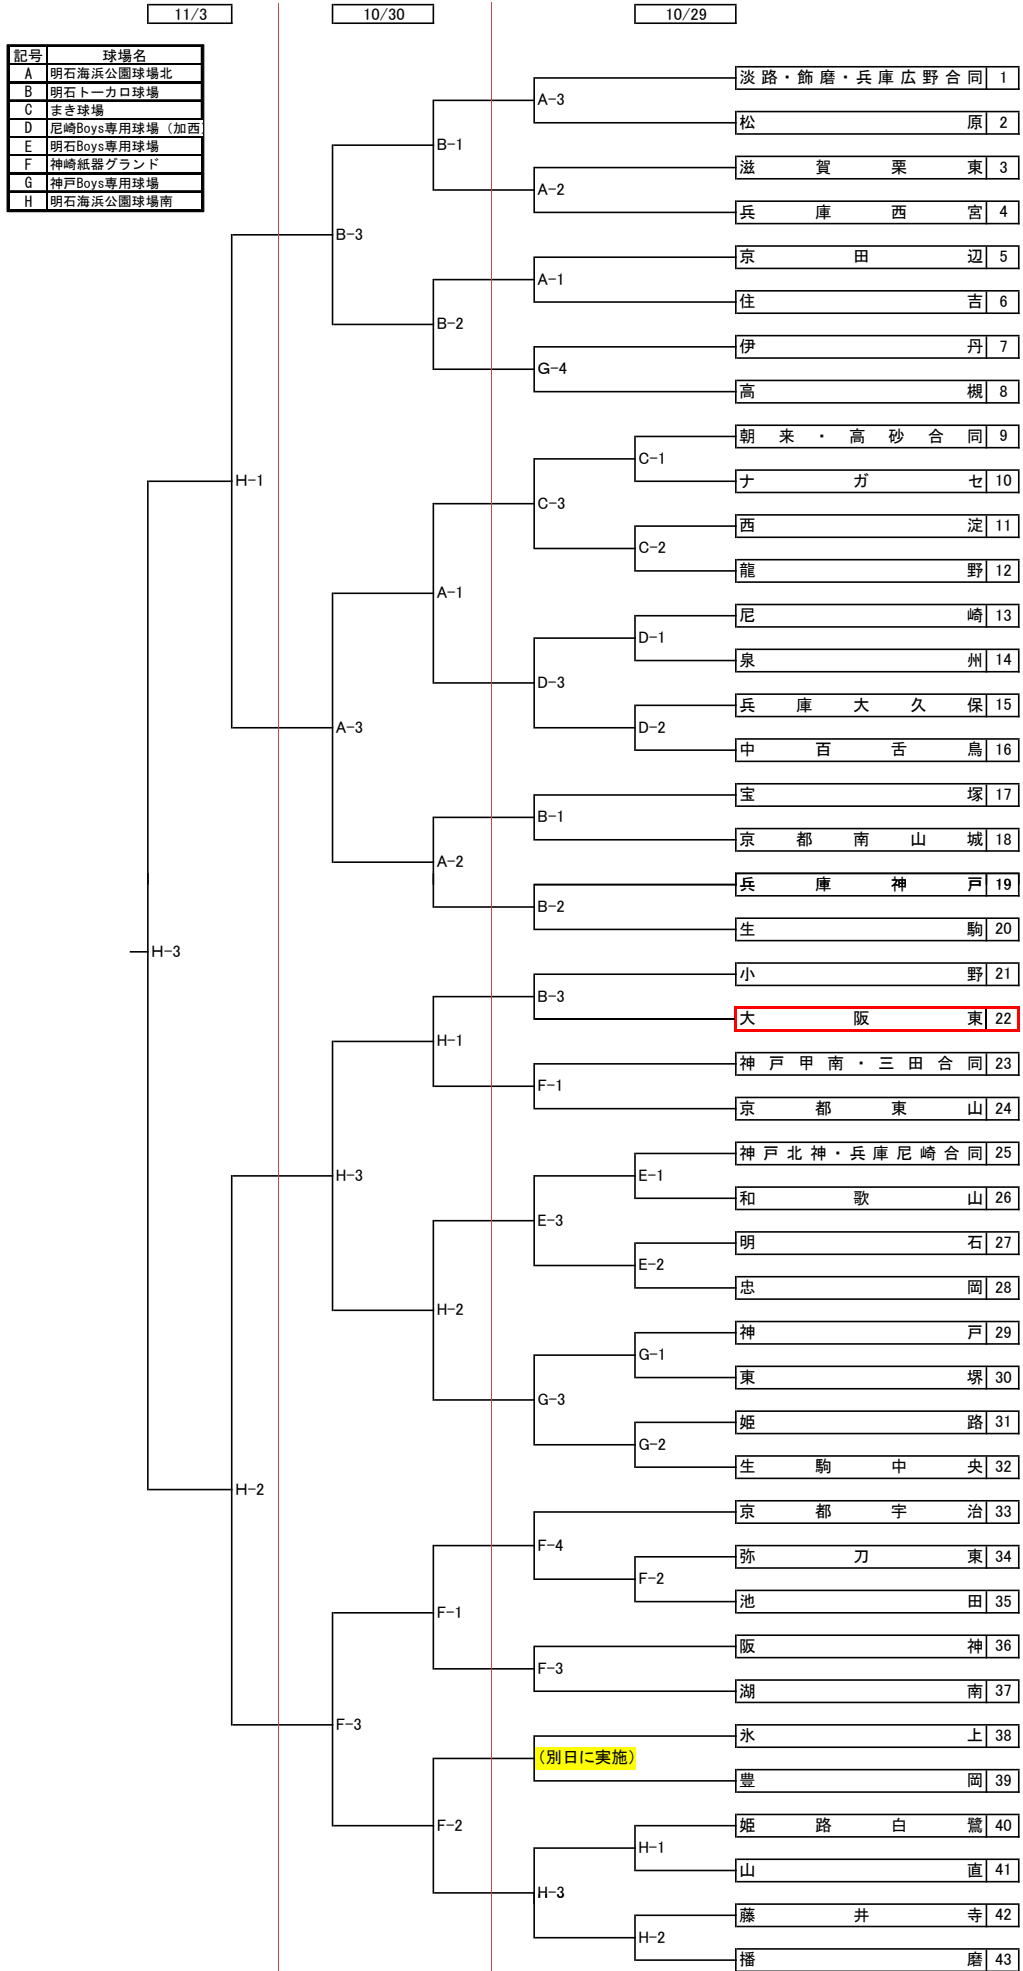 11/3 10/30 10/29
記号 球場名
A 明石海浜公園球場北
B 明石トーカロ球場
C まき球場
D 尼崎Boys専用球場（加西）
E 明石Boys専用球場
F 神崎紙器グランド
G 神戸Boys専用球場
H 明石海浜公園球場南
淡路・飾磨・兵庫広野合同 1
A-3
松原 2
B-1
滋賀栗東 3
A-2
兵庫西宮 4
B-3
京田辺 5
A-1
住吉 6
B-2
伊丹 7
G-4
高槻 8
朝来・高砂合同 9
C-1
ナガセ 10
H-1
C-3
西淀 11
C-2
龍野 12
A-1
尼崎 13
D-1
泉州 14
D-3
兵庫大久保 15
A-3
D-2
中百舌鳥 16
宝塚 17
B-1
京都南山城 18
A-2
兵庫神戸 19
B-2
生駒 20
H-3
小野 21
B-3
大阪東 22
H-1
神戸甲南・三田合同 23
F-1
京都東山 24
神戸北神・兵庫尼崎合同 25
H-3
E-1
和歌山 26
E-3
明石 27
E-2
忠岡 28
H-2
神戸 29
G-1
東堺 30
G-3
姫路 31
G-2
生駒中央 32
H-2
京都宇治 33
F-4
弥刀東 34
F-2
池田 35
F-1
阪神 36
F-3
湖南 37
F-3
氷上 38
（別日に実施）
豊岡 39
F-2
姫路白鷺 40
H-1
山直 41
H-3
藤井寺 42
H-2
播磨 43